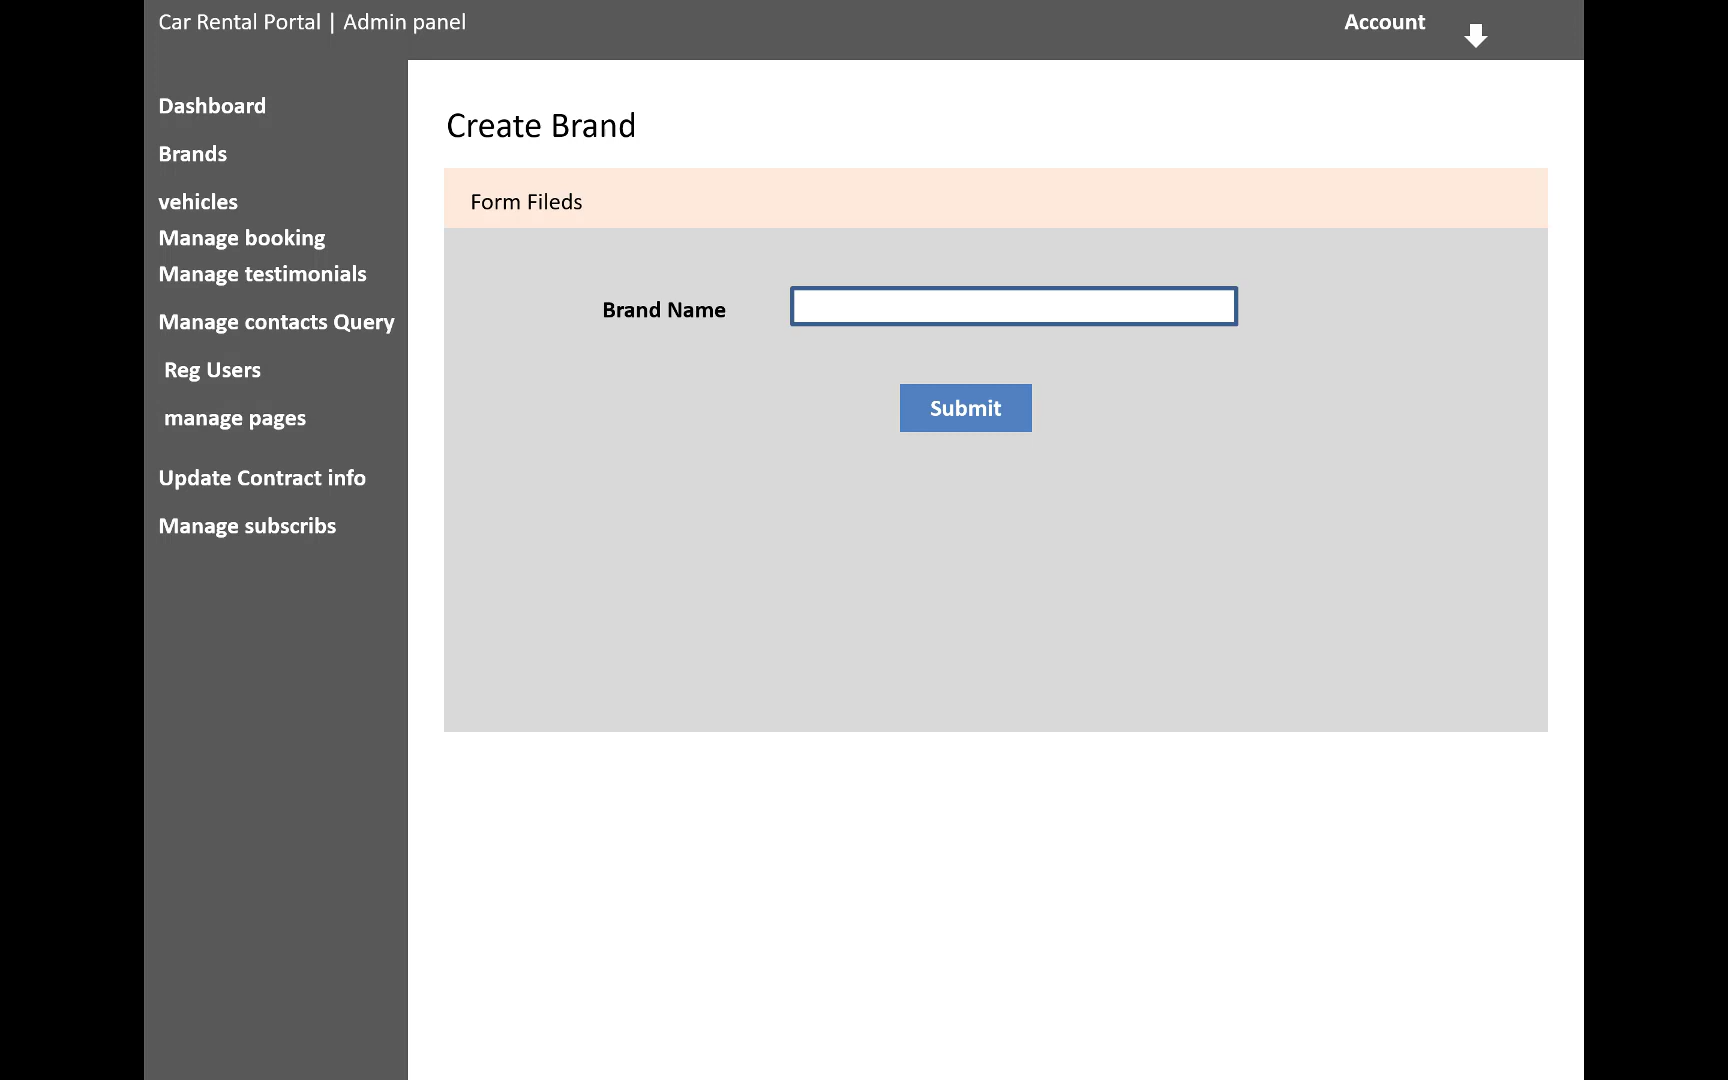 Car Rental Portal | Admin panel
Account
Dashboard
Brands
vehicles
Manage booking
Manage testimonials
Manage contacts Query
Reg Users
manage pages
Update Contract info
Manage subscribs
Create Brand
Form Fileds
Brand Name
Submit